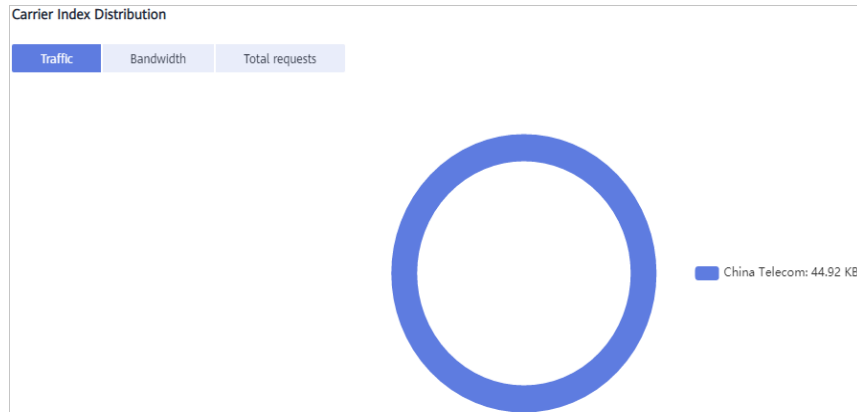 Carrier Index Distribution
Traffic
Bandwidth
Total requests
China Telecom: 44.92 KB